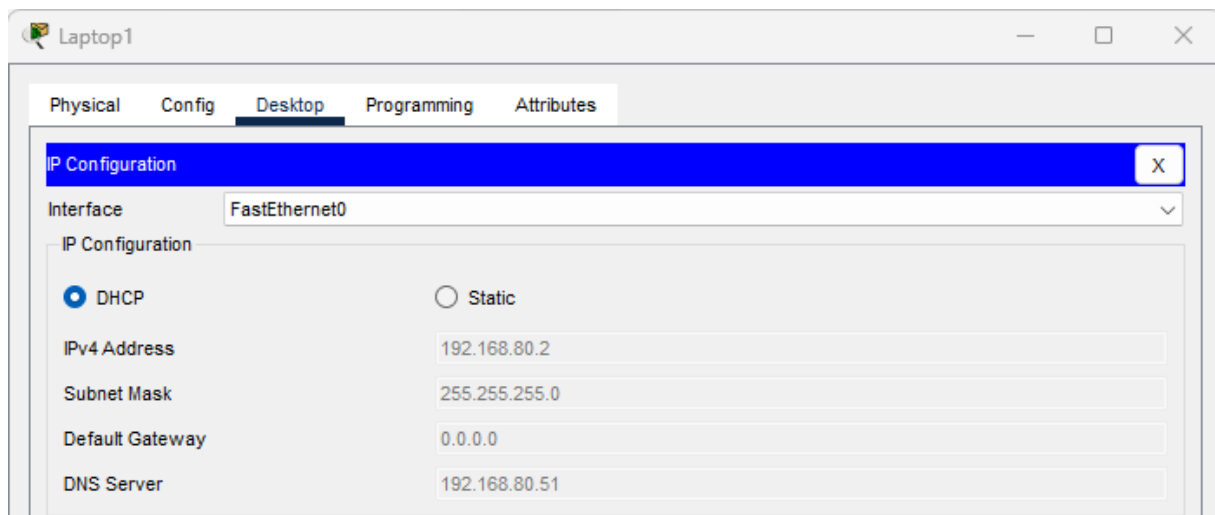 Laptop1
Physical Config Desktop Programming Attributes
IP Configuration X
Interface FastEthernet0
IP Configuration
DHCP Static
IPv4 Address 192.168.80.2
Subnet Mask 255.255.255.0
Default Gateway 0.0.0.0
DNS Server 192.168.80.51